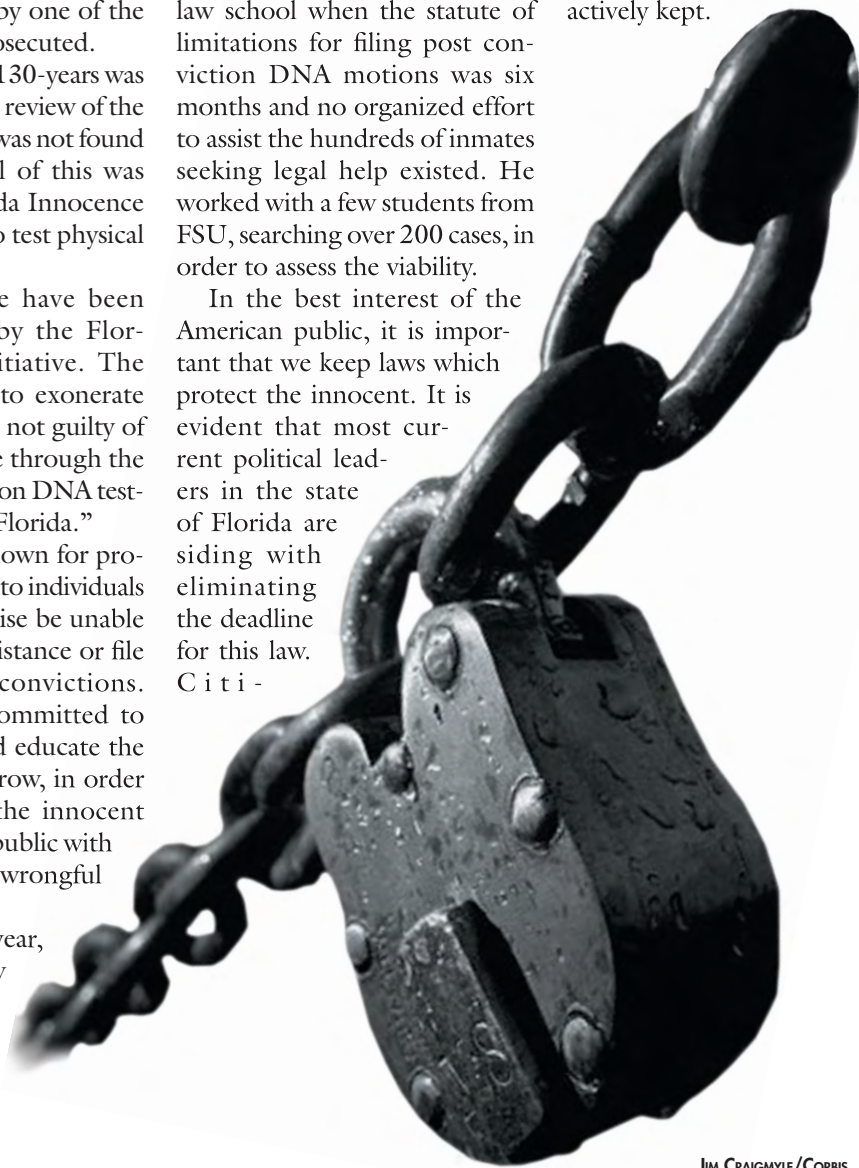 by one of the
osecuted.
130-years was
review of the
was not found
l of this was
da Innocence
o test physical
e have been
by the Flor-
itiative. The
to exonerate
not guilty of
e through the
on DNA test-
Florida.”
own for pro-
to individuals
ise be unable
istance or file
convictions.
ommitted to
d educate the
row, in order
the innocent
public with
wrongful
year,
law school when the statute of
limitations for filing post con-
viction DNA motions was six
months and no organized effort
to assist the hundreds of inmates
seeking legal help existed. He
worked with a few students from
FSU, searching over 200 cases, in
order to assess the viability.
In the best interest of the
American public, it is impor-
tant that we keep laws which
protect the innocent. It is
evident that most cur-
rent political lead-
ers in the state
of Florida are
siding with
eliminating
the deadline
for this law.
Citi-
actively kept.
Jim Craigmyle/Corbis